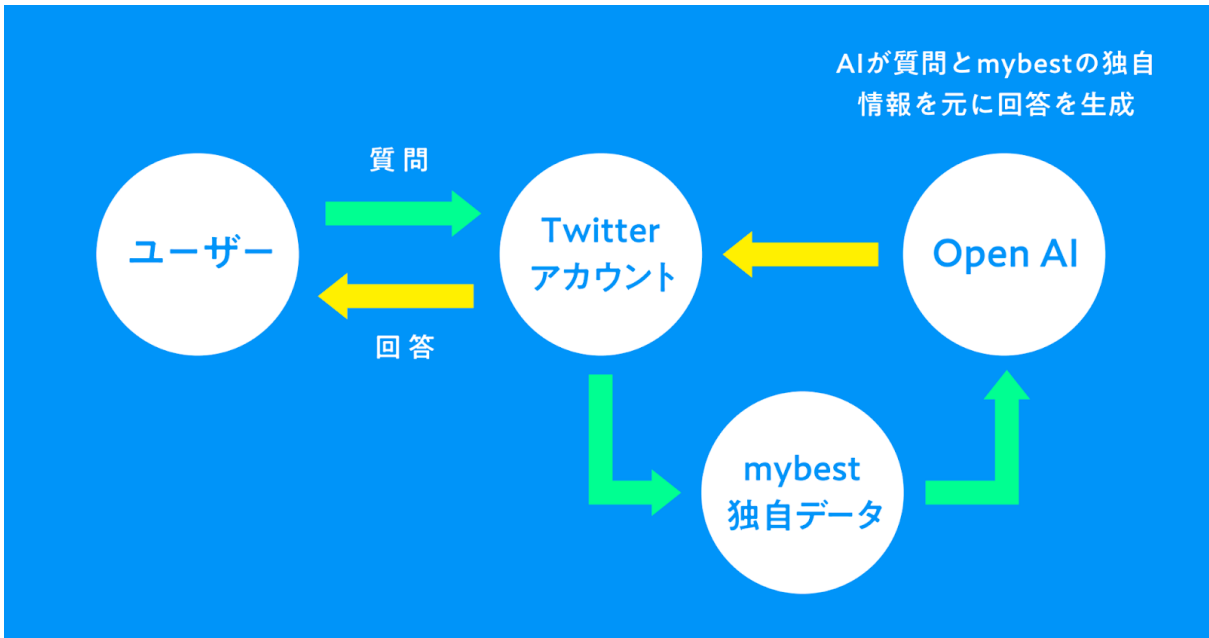 AIが質問とmybestの独自
情報を元に回答を生成
質問
ユーザー
Twitter
アカウント
Open AI
回答
mybest
独自データ